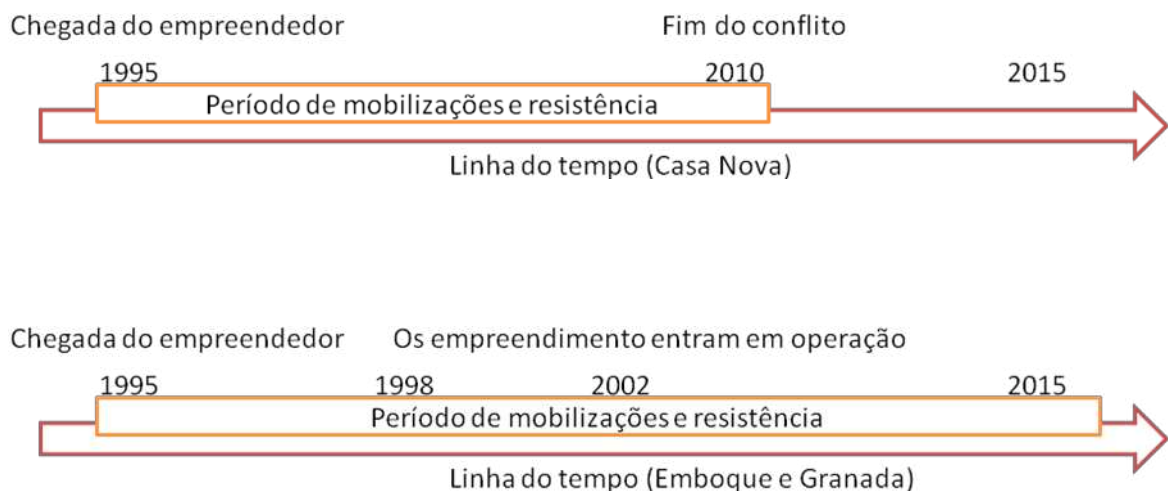 Chegada do empreendedor Fim do conflito
1995 2010 2015
Período de mobilizações e resistência
Linha do tempo (Casa Nova)
Chegada do empreendedor Os empreendimento entram em operação
1995 1998 2002 2015
Período de mobilizações e resistência
Linha do tempo (Emboque e Granada)